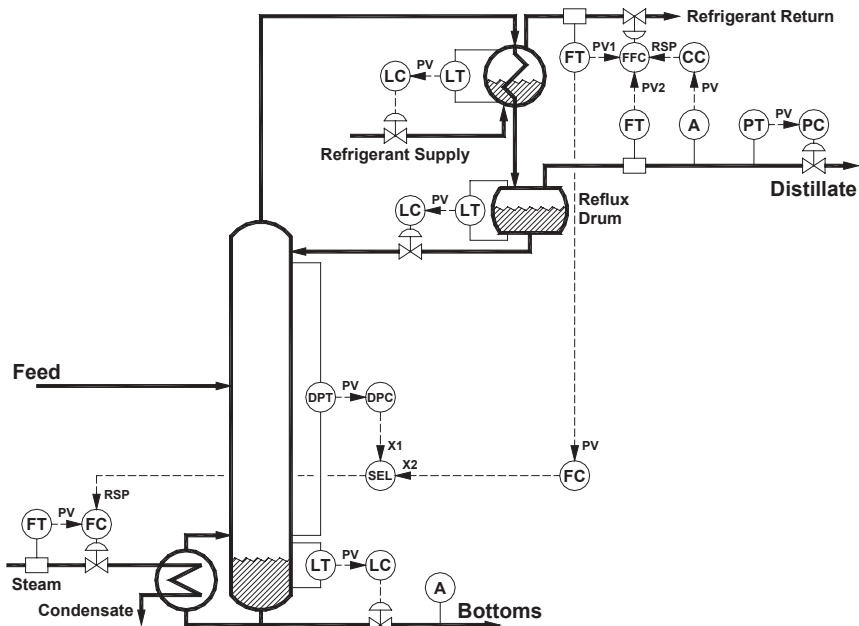 Refrigerant Return
FT
PV1
FFC
RSP
CC
LC
PV
LT
PV2
PV
FT
A
PT
PV
PC
Refrigerant Supply
Distillate
LC
PV
LT
Reflux
Drum
Feed
DPT
PV
DPC
X1
PV
SEL
X2
FC
RSP
FT
PV
FC
LT
PV
LC
Steam
A
Condensate
Bottoms